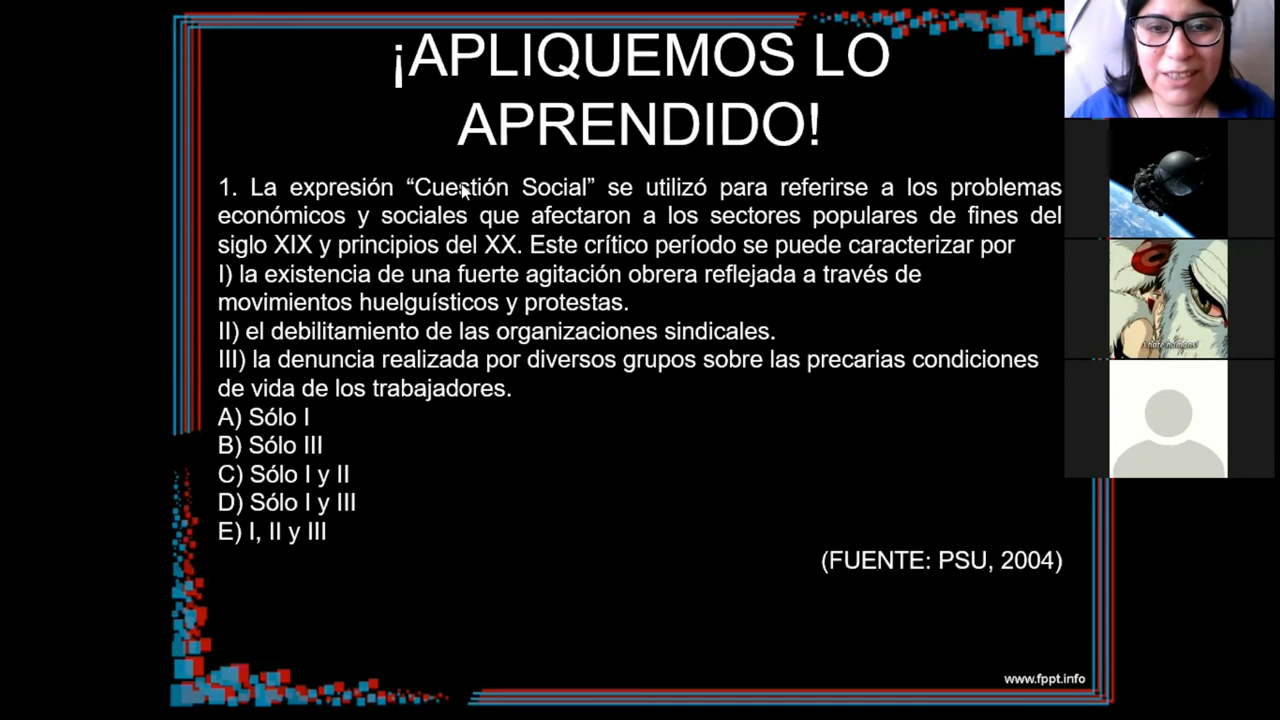 ¡APLIQUEMOS LO
APRENDIDO!
1. La expresión “Cuestión Social” se utilizó para referirse a los problemas
económicos y sociales que afectaron a los sectores populares de fines del
siglo XIX y principios del XX. Este crítico período se puede caracterizar por
I) la existencia de una fuerte agitación obrera reflejada a través de
movimientos huelguísticos y protestas.
II) el debilitamiento de las organizaciones sindicales.
III) la denuncia realizada por diversos grupos sobre las precarias condiciones
de vida de los trabajadores.
A) Sólo I
B) Sólo III
C) Sólo I y II
D) Sólo I y III
E) I, II y III
(FUENTE: PSU, 2004)
www.fppt.info
I hate humans!